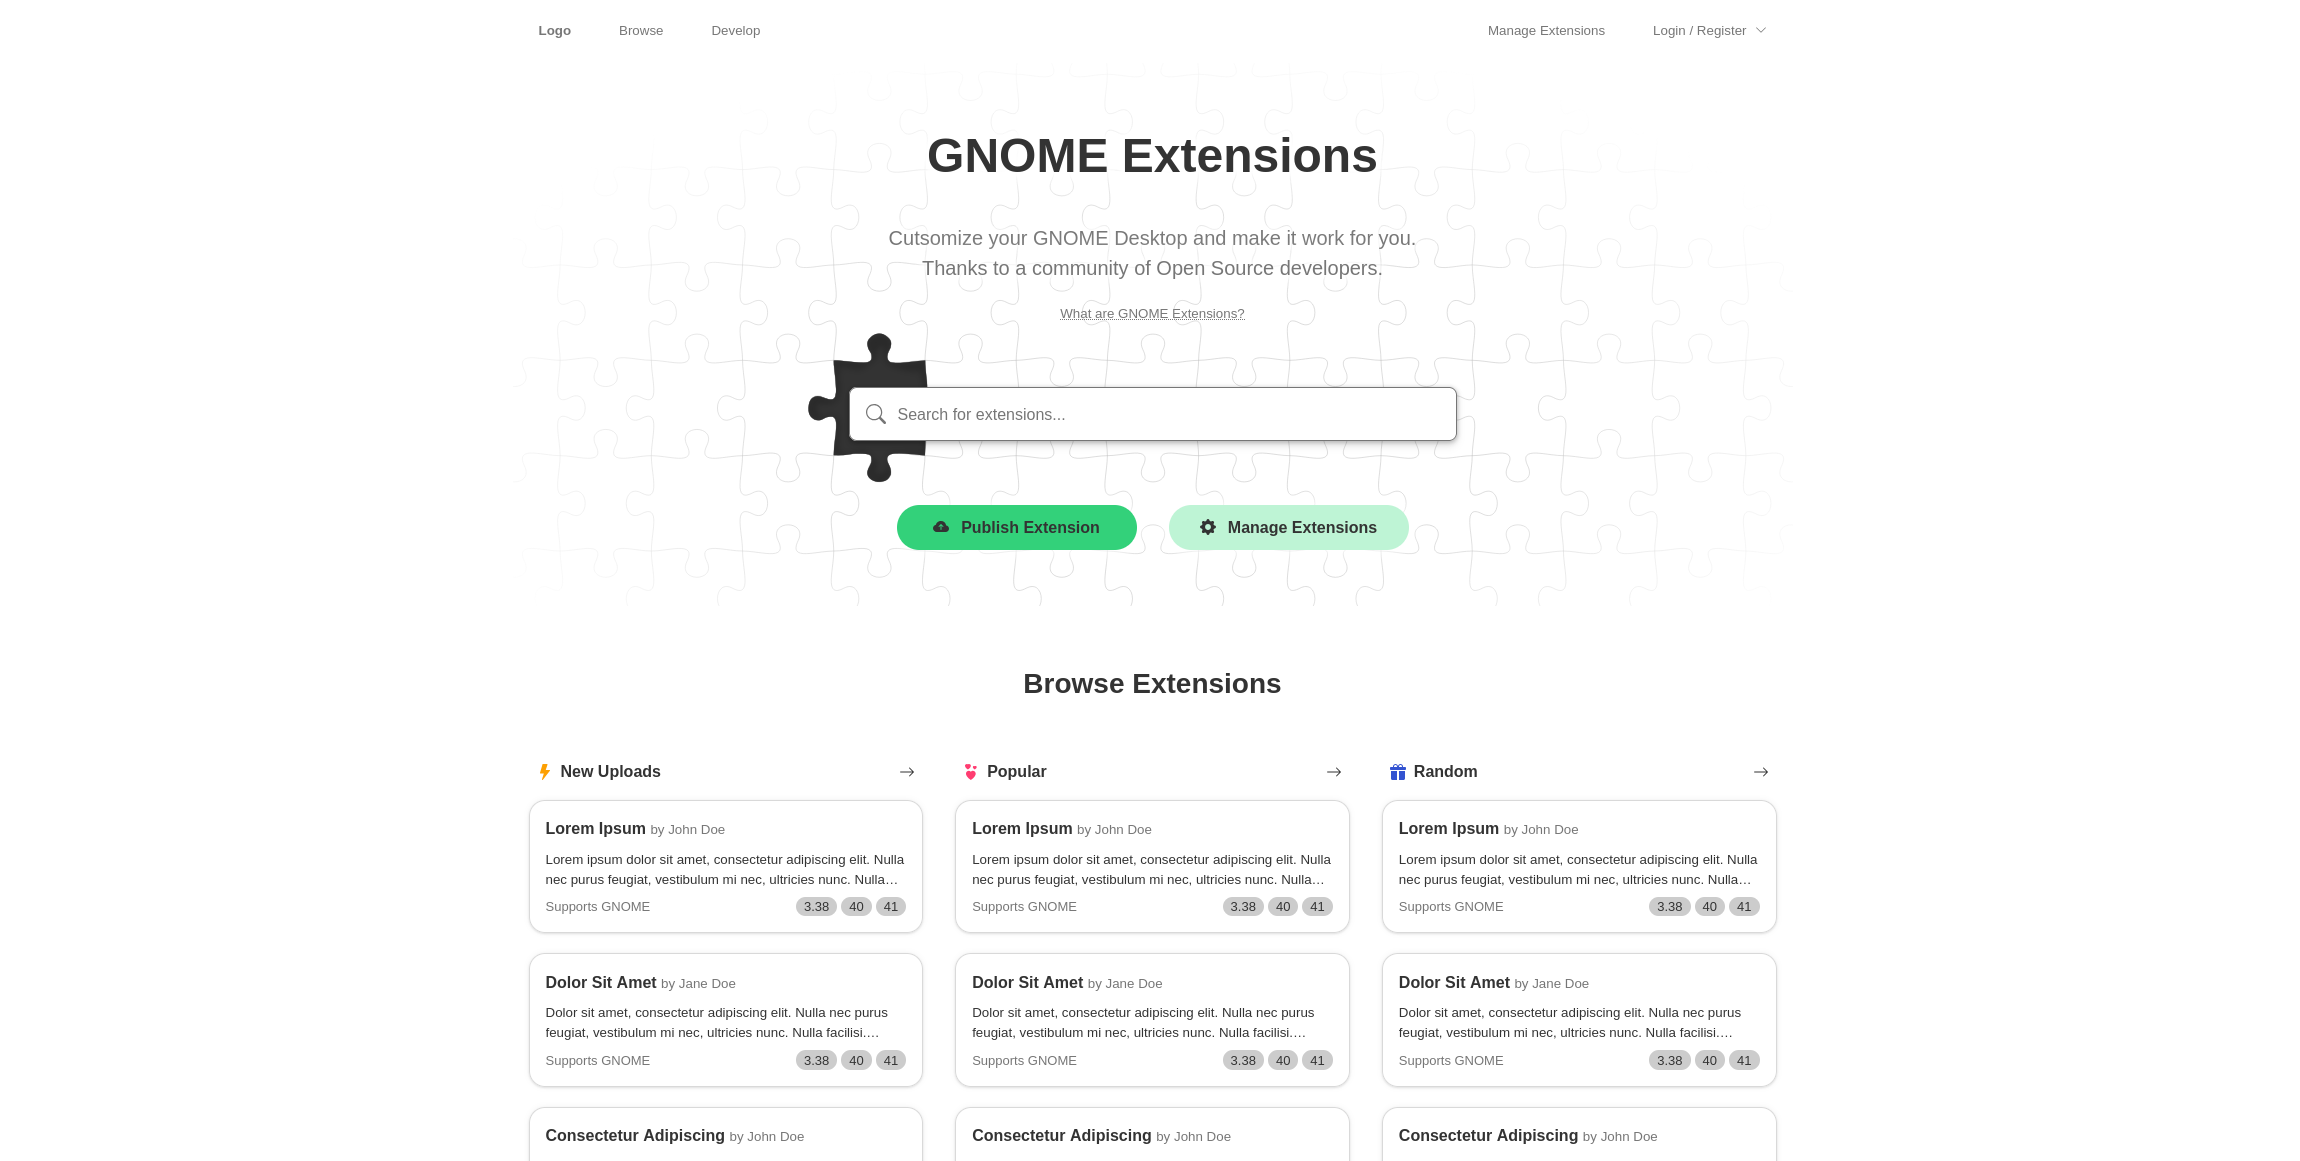 Logo
Browse
Develop
Manage Extensions
Login / Register
GNOME Extensions
Cutsomize your GNOME Desktop and make it work for you.
Thanks to a community of Open Source developers.
What are GNOME Extensions?
Search for extensions...
Publish Extension
Manage Extensions
Browse Extensions
New Uploads
Lorem Ipsum by John Doe
Lorem ipsum dolor sit amet, consectetur adipiscing elit. Nulla
nec purus feugiat, vestibulum mi nec, ultricies nunc. Nulla…
Supports GNOME 3.38 40 41
Dolor Sit Amet by Jane Doe
Dolor sit amet, consectetur adipiscing elit. Nulla nec purus
feugiat, vestibulum mi nec, ultricies nunc. Nulla facilisi.…
Supports GNOME 3.38 40 41
Consectetur Adipiscing by John Doe
Popular
Lorem Ipsum by John Doe
Lorem ipsum dolor sit amet, consectetur adipiscing elit. Nulla
nec purus feugiat, vestibulum mi nec, ultricies nunc. Nulla…
Supports GNOME 3.38 40 41
Dolor Sit Amet by Jane Doe
Dolor sit amet, consectetur adipiscing elit. Nulla nec purus
feugiat, vestibulum mi nec, ultricies nunc. Nulla facilisi.…
Supports GNOME 3.38 40 41
Consectetur Adipiscing by John Doe
Random
Lorem Ipsum by John Doe
Lorem ipsum dolor sit amet, consectetur adipiscing elit. Nulla
nec purus feugiat, vestibulum mi nec, ultricies nunc. Nulla…
Supports GNOME 3.38 40 41
Dolor Sit Amet by Jane Doe
Dolor sit amet, consectetur adipiscing elit. Nulla nec purus
feugiat, vestibulum mi nec, ultricies nunc. Nulla facilisi.…
Supports GNOME 3.38 40 41
Consectetur Adipiscing by John Doe